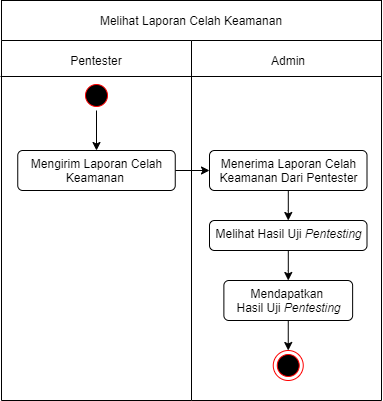 Melihat Laporan Celah Keamanan
Pentester
Admin
Mengirim Laporan Celah
Keamanan
Menerima Laporan Celah
Keamanan Dari Pentester
Melihat Hasil Uji Pentesting
Mendapatkan
Hasil Uji Pentesting